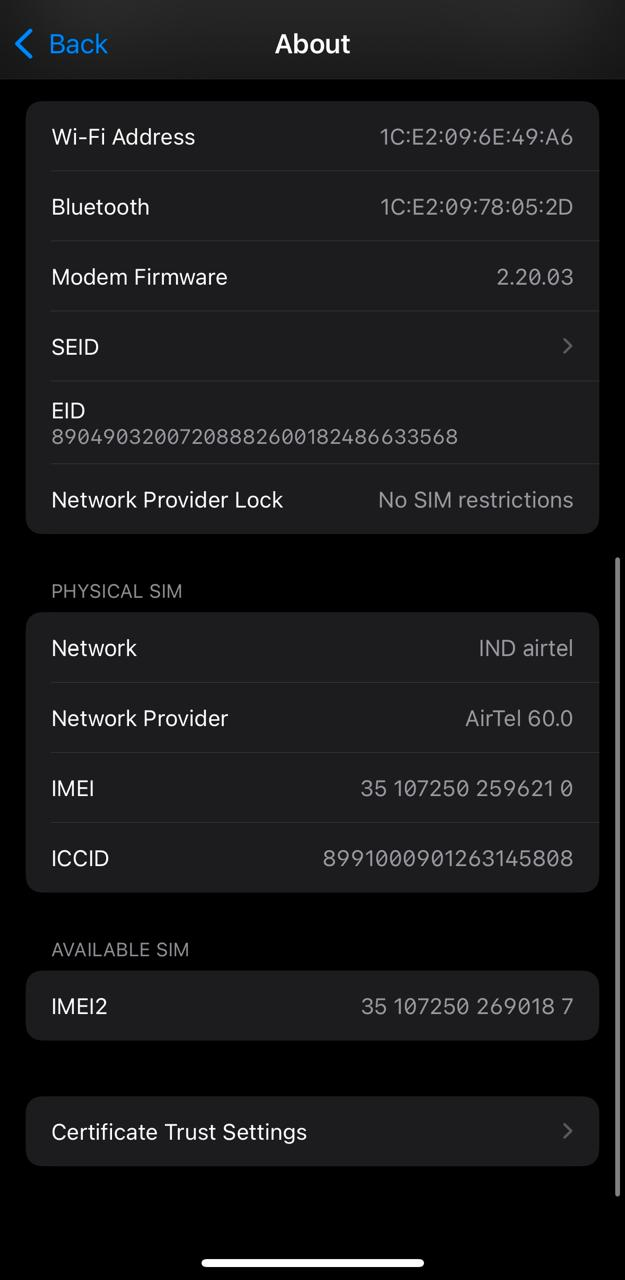 Back
About
Wi-Fi Address 1C:E2:09:6E:49:A6
Bluetooth 1C:E2:09:78:05:2D
Modem Firmware 2.20.03
SEID
EID
89049032007208882600182486633568
Network Provider Lock No SIM restrictions
PHYSICAL SIM
Network IND airtel
Network Provider AirTel 60.0
IMEI 35 107250 259621 0
ICCID 8991000901263145808
AVAILABLE SIM
IMEI2 35 107250 269018 7
Certificate Trust Settings